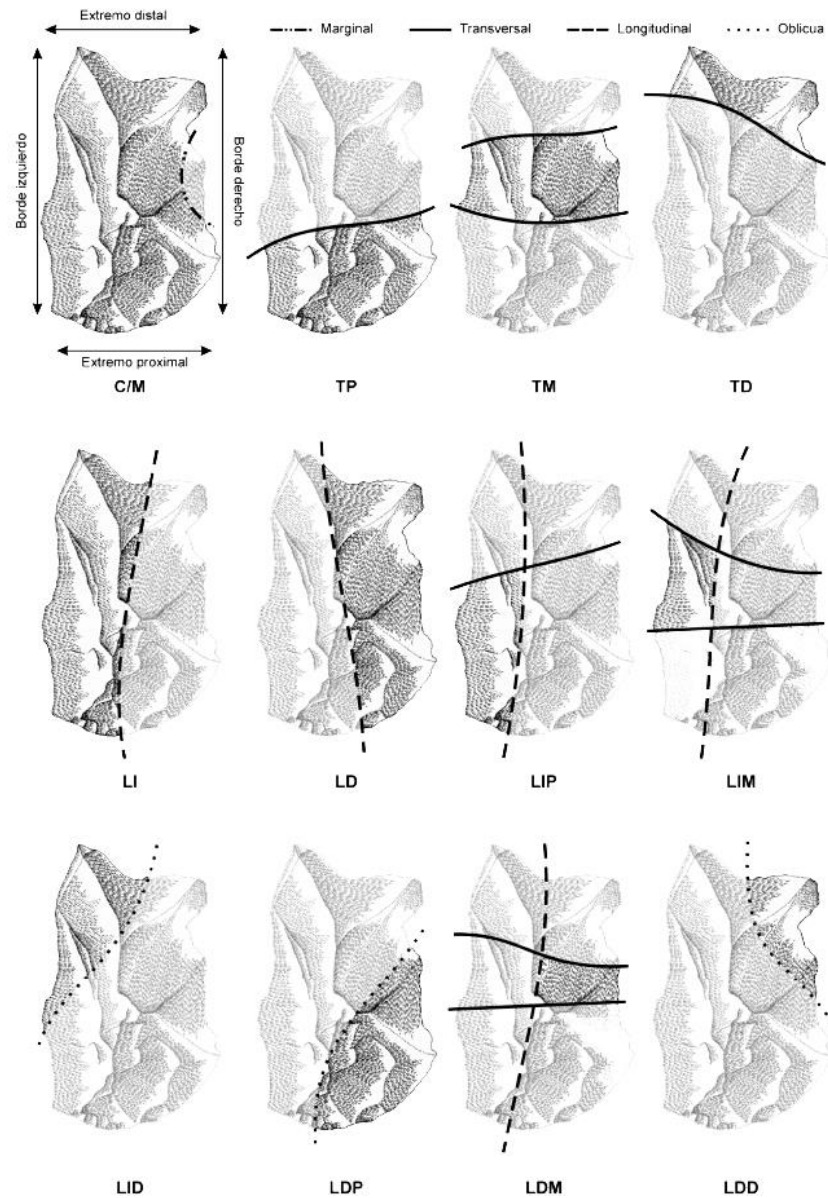 Extremo distal
Marginal
Transversal
Longitudinal
Oblicua
Borde izquierdo
Borde derecho
Extremo proximal
C/M
TP
TM
TD
LI
LD
LIP
LIM
LID
LDP
LDM
LDD